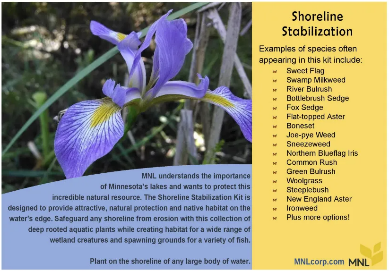 Shoreline
Stabilization
Examples of species often
appearing in this kit include:
Sweet Flag
Swamp Milkweed
River Bulrush
Bottlebrush Sedge
Fox Sedge
Flat-topped Aster
Boneset
Joe-pye Weed
Sneezeweed
Northern Blueflag Iris
Common Rush
Green Bulrush
Woolgrass
Steeplebush
New England Aster
Ironweed
Plus more options!
MNL understands the importance
of Minnesota's lakes and wants to protect this
incredible natural resource. The Shoreline Stabilization Kit is
designed to provide attractive, natural protection and native habitat on the
water's edge. Safeguard any shoreline from erosion with this collection of
deep rooted aquatic plants while creating habitat for a wide range of
wetland creatures and spawning grounds for a variety of fish.
Plant on the shoreline of any large body of water.
MNLcorp.com
MNL